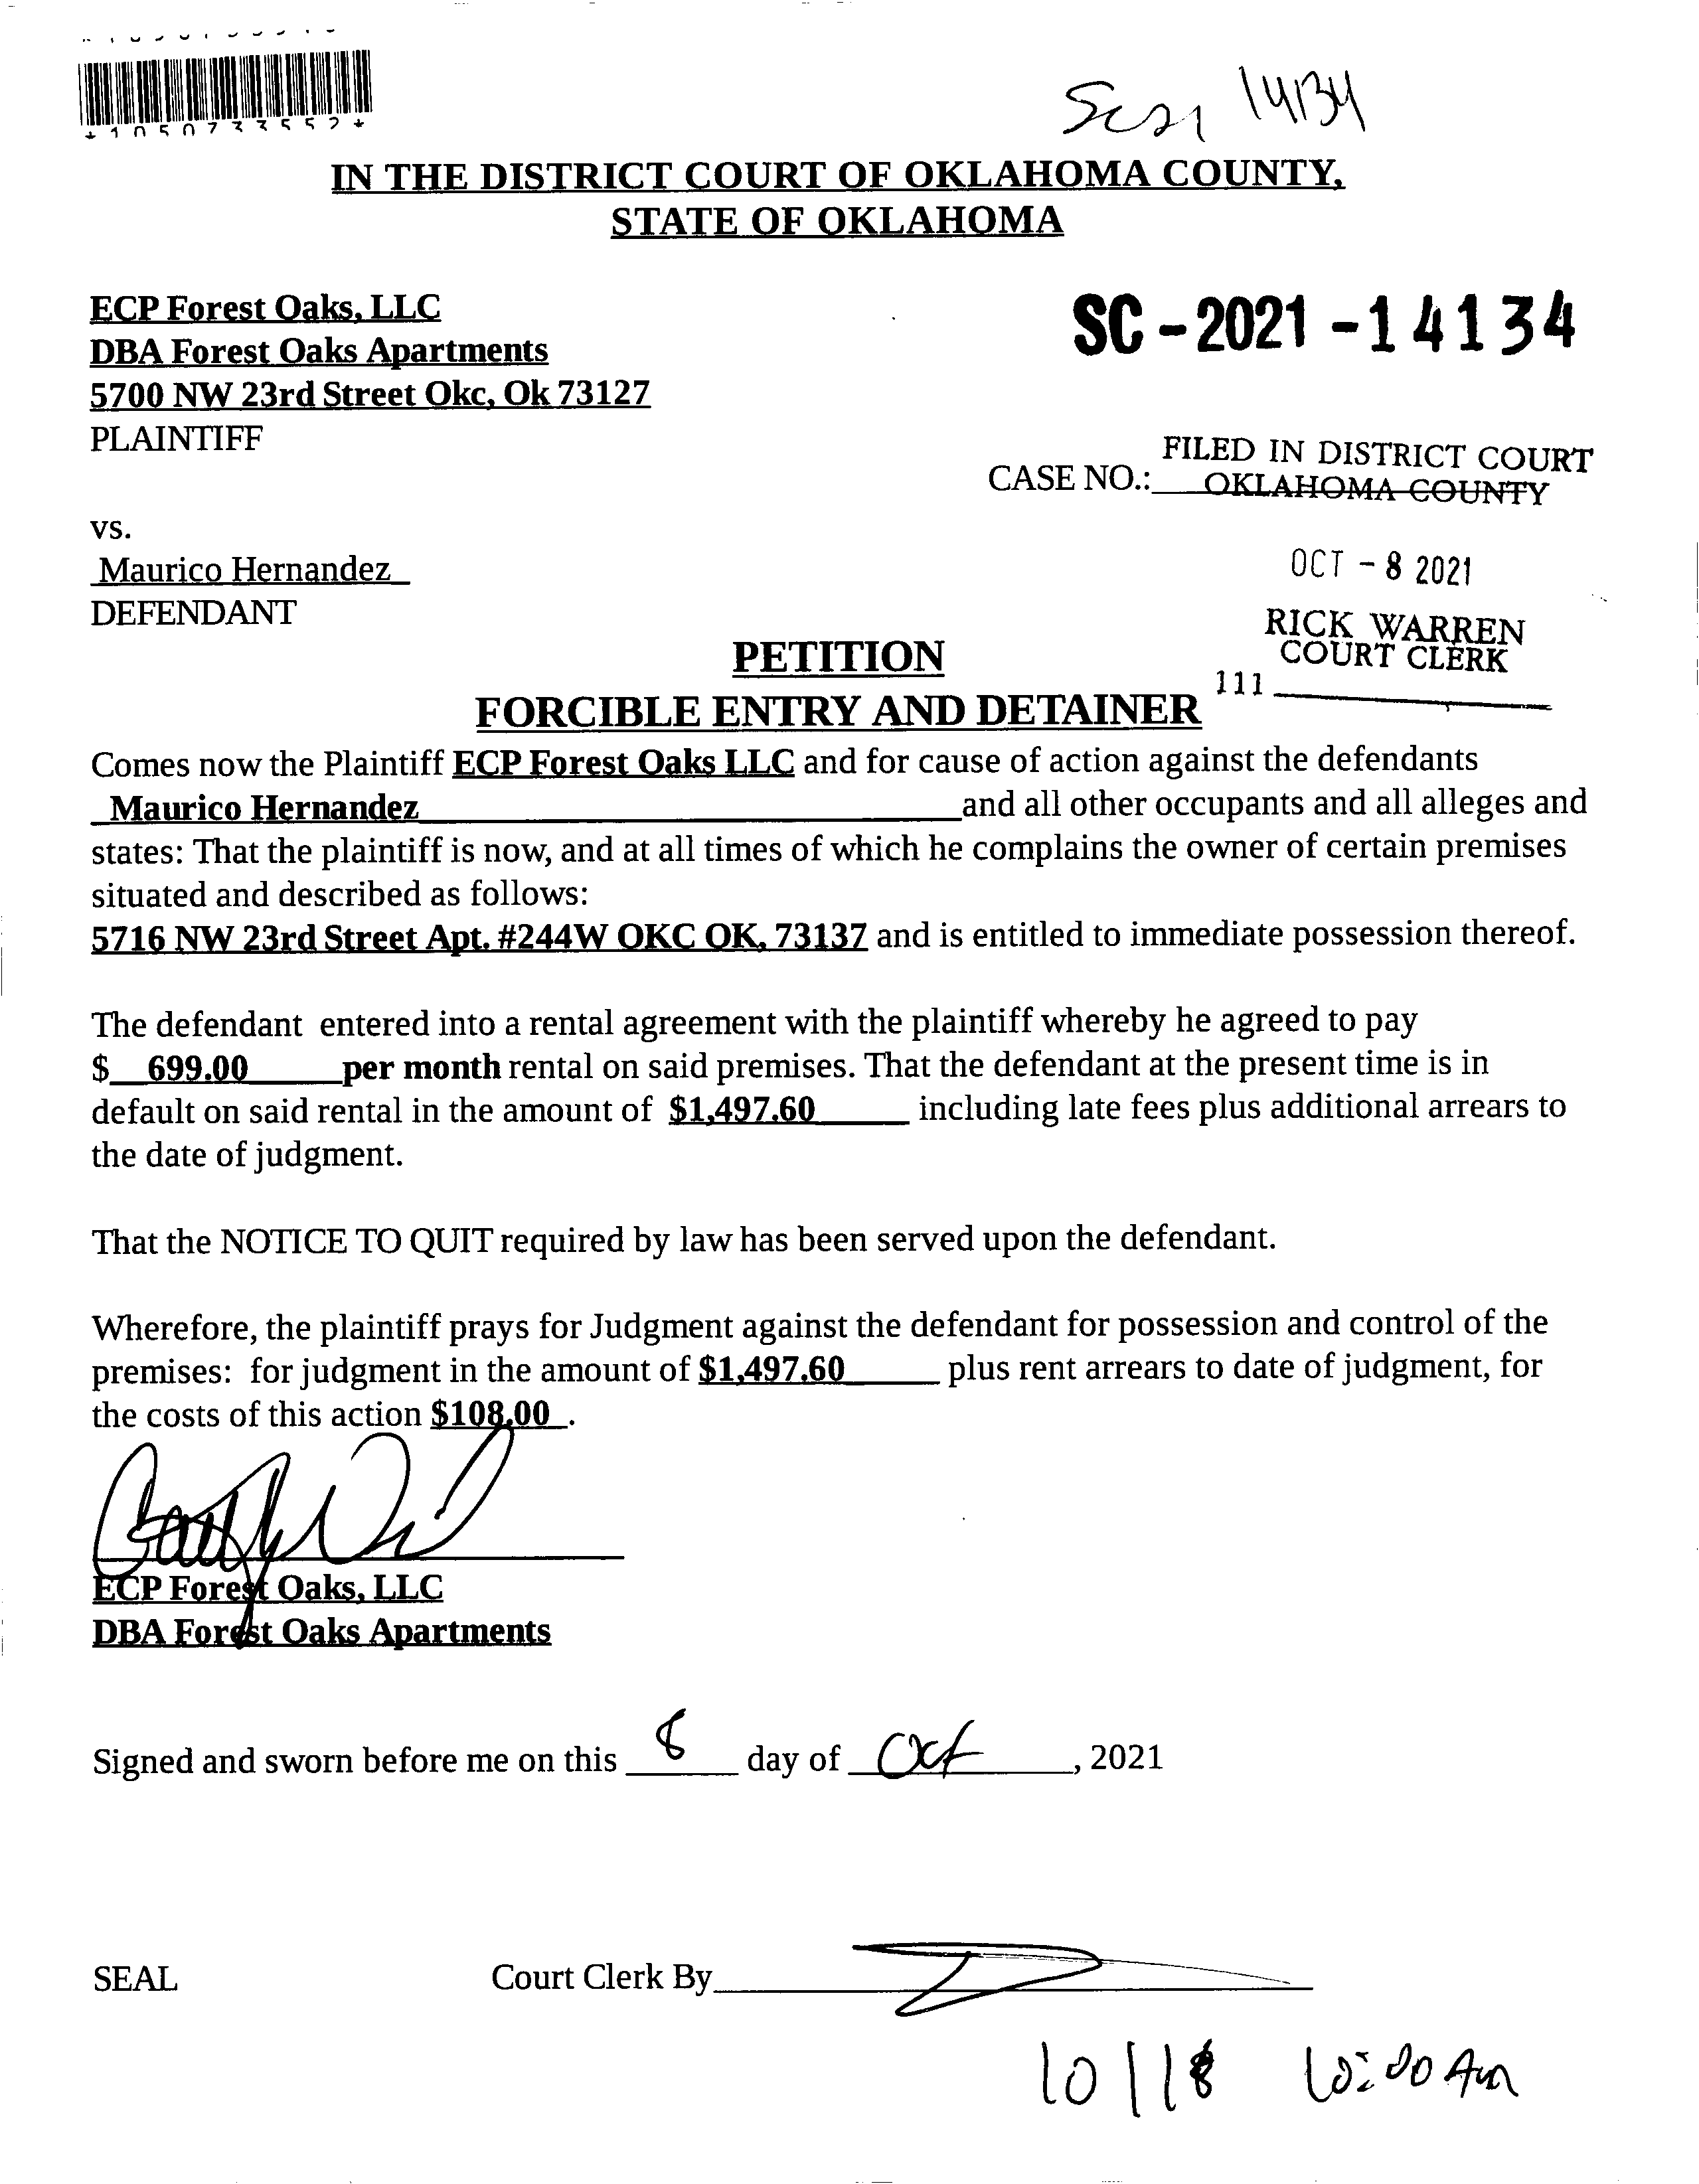 *1050733552*
SC21 14134
IN THE DISTRICT COURT OF OKLAHOMA COUNTY,
STATE OF OKLAHOMA
ECP Forest Oaks, LLC
DBA Forest Oaks Apartments
5700 NW 23rd Street Okc, Ok 73127
PLAINTIFF
SC-2021-14134
FILED IN DISTRICT COURT
CASE NO.: OKLAHOMA COUNTY
vs.
Maurico Hernandez
DEFENDANT
OCT - 8 2021
RICK WARREN
COURT CLERK
111
PETITION
FORCIBLE ENTRY AND DETAINER
Comes now the Plaintiff ECP Forest Oaks LLC and for cause of action against the defendants
Maurico Hernandez and all other occupants and all alleges and
states: That the plaintiff is now, and at all times of which he complains the owner of certain premises
situated and described as follows:
5716 NW 23rd Street Apt. #244W OKC OK, 73137 and is entitled to immediate possession thereof.
The defendant entered into a rental agreement with the plaintiff whereby he agreed to pay
$ 699.00 per month rental on said premises. That the defendant at the present time is in
default on said rental in the amount of $1,497.60 including late fees plus additional arrears to
the date of judgment.
That the NOTICE TO QUIT required by law has been served upon the defendant.
Wherefore, the plaintiff prays for Judgment against the defendant for possession and control of the
premises: for judgment in the amount of $1,497.60 plus rent arrears to date of judgment, for
the costs of this action $108.00 .
ECP Forest Oaks, LLC
DBA Forest Oaks Apartments
Signed and sworn before me on this 8 day of Oct, 2021
SEAL Court Clerk By
10/18 10:00 Am